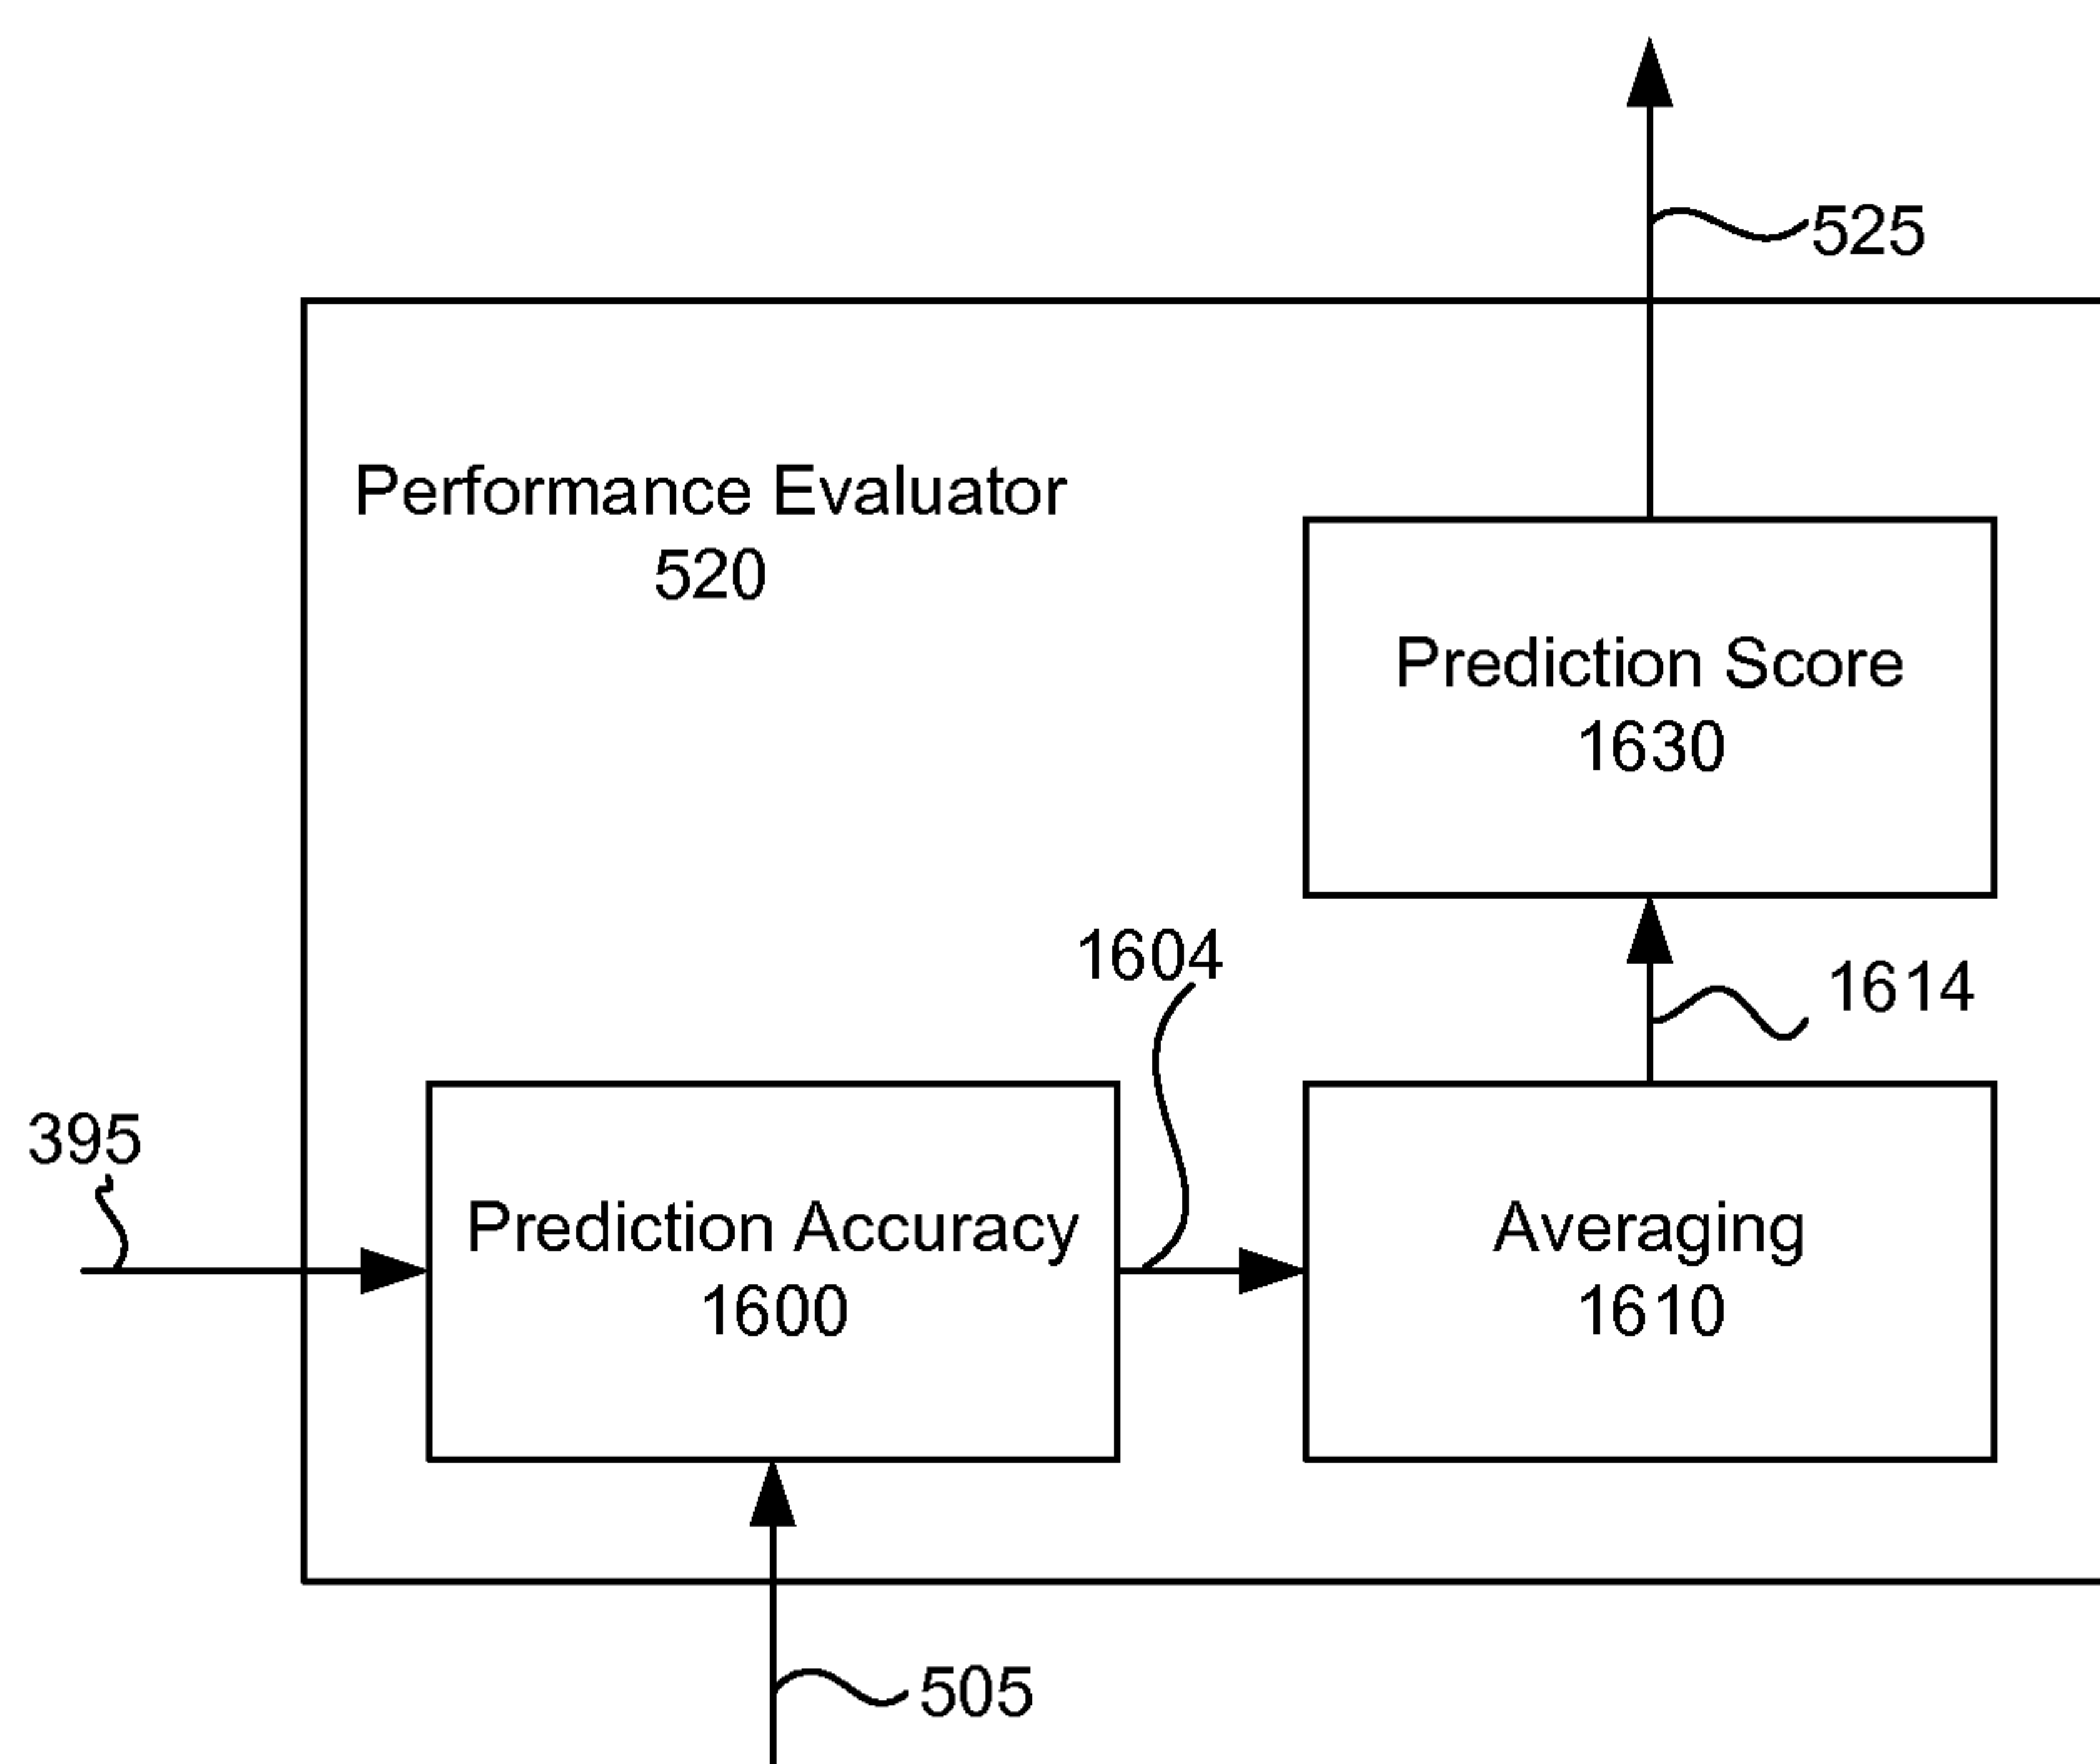 525
Performance Evaluator
520
Prediction Score
1630
1604
1614
395
Prediction Accuracy
1600
Averaging
1610
505